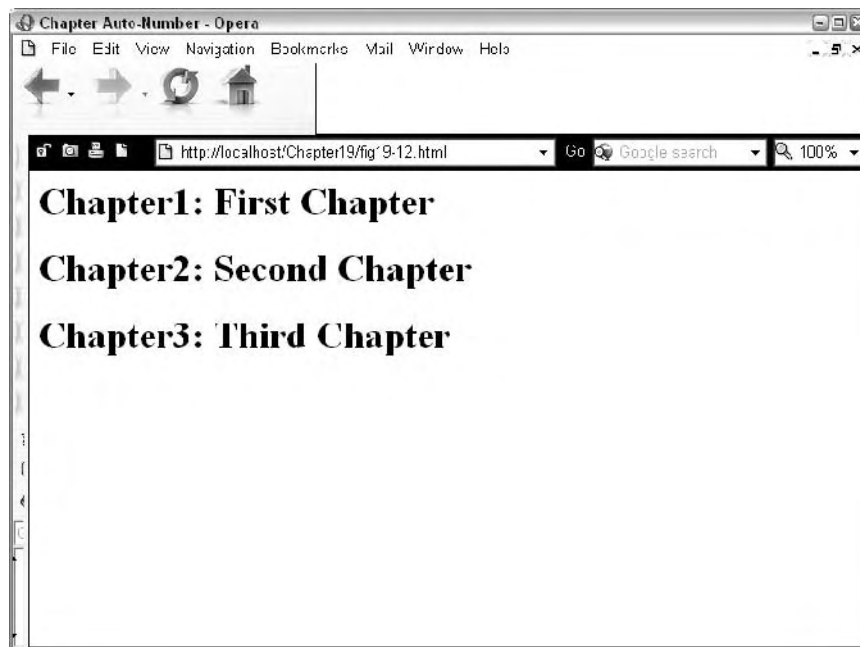 Chapter Auto-Number - Opera
File Edit View Navigation Bookmarks Mail Window Help
http://localhost/Chapter19/fig19-12.html Go Google search 100%
Chapter1: First Chapter
Chapter2: Second Chapter
Chapter3: Third Chapter